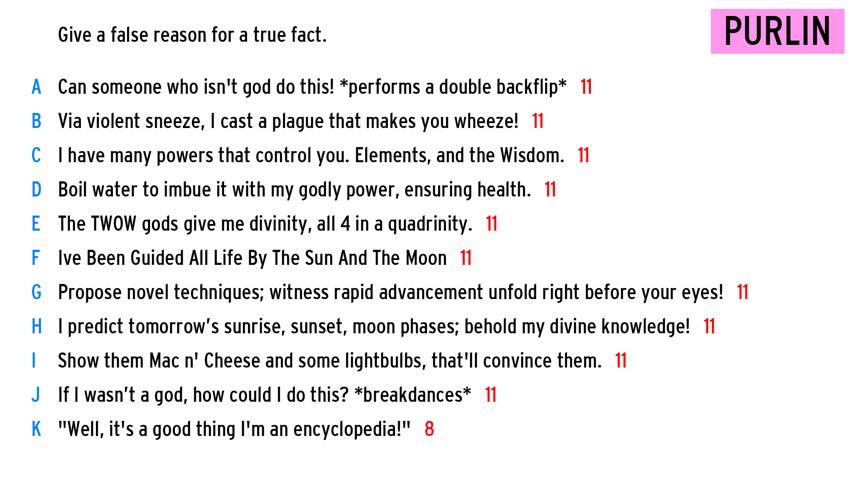 Give a false reason for a true fact.
PURLIN
A Can someone who isn't god do this! *performs a double backflip* 11
B Via violent sneeze, I cast a plague that makes you wheeze! 11
C I have many powers that control you. Elements, and the Wisdom. 11
D Boil water to imbue it with my godly power, ensuring health. 11
E The TWOW gods give me divinity, all 4 in a quadrinity. 11
F Ive Been Guided All Life By The Sun And The Moon 11
G Propose novel techniques; witness rapid advancement unfold right before your eyes! 11
H I predict tomorrow’s sunrise, sunset, moon phases; behold my divine knowledge! 11
I Show them Mac n' Cheese and some lightbulbs, that'll convince them. 11
J If I wasn’t a god, how could I do this? *breakdances* 11
K "Well, it's a good thing I'm an encyclopedia!" 8